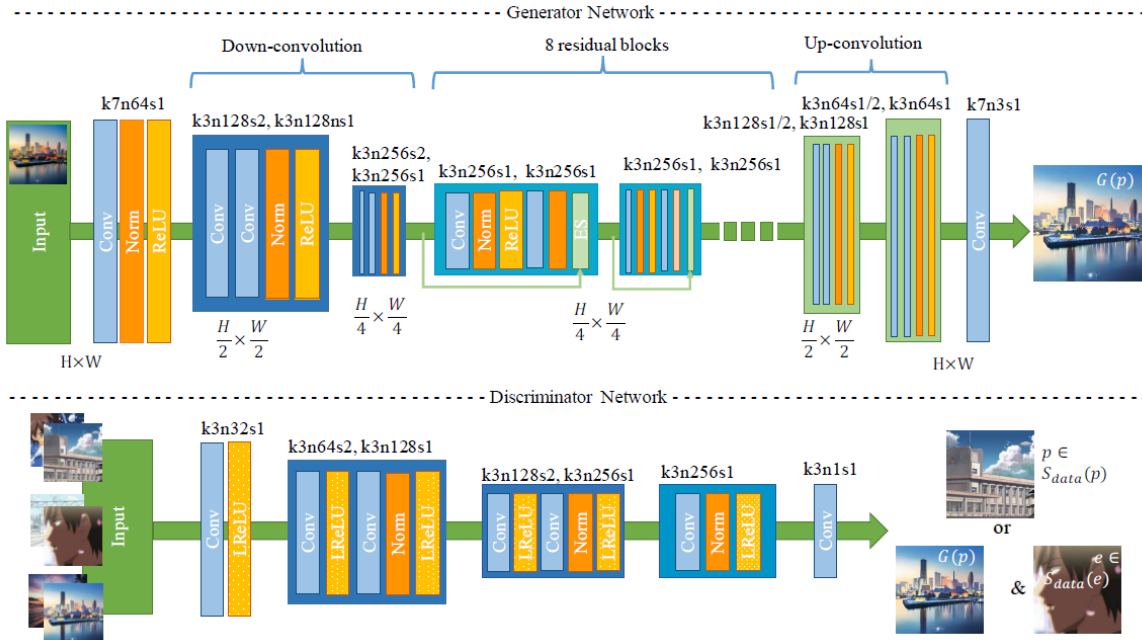 Generator Network
Down-convolution
8 residual blocks
Up-convolution
k7n64s1
k3n128s2, k3n128ns1
k3n256s2,
k3n256s1
k3n256s1, k3n256s1
k3n256s1, k3n256s1
k3n128s1/2, k3n128s1
k3n64s1/2, k3n64s1
k7n3s1
Input
Conv
Norm
ReLU
Conv
Conv
Norm
ReLU
Conv
Norm
ReLU
ES
Conv
G(p)
H×W
H/2 × W/2
H/4 × W/4
H/4 × W/4
H/2 × W/2
H×W
Discriminator Network
k3n32s1
k3n64s2, k3n128s1
k3n128s2, k3n256s1
k3n256s1
k3n1s1
Input
Conv
LReLU
Conv
LReLU
Conv
Norm
LReLU
Conv
LReLU
Conv
Norm
LReLU
Conv
Norm
LReLU
Conv
p ∈
S_data(p)
or
G(p)
&
e ∈
S_data(e)